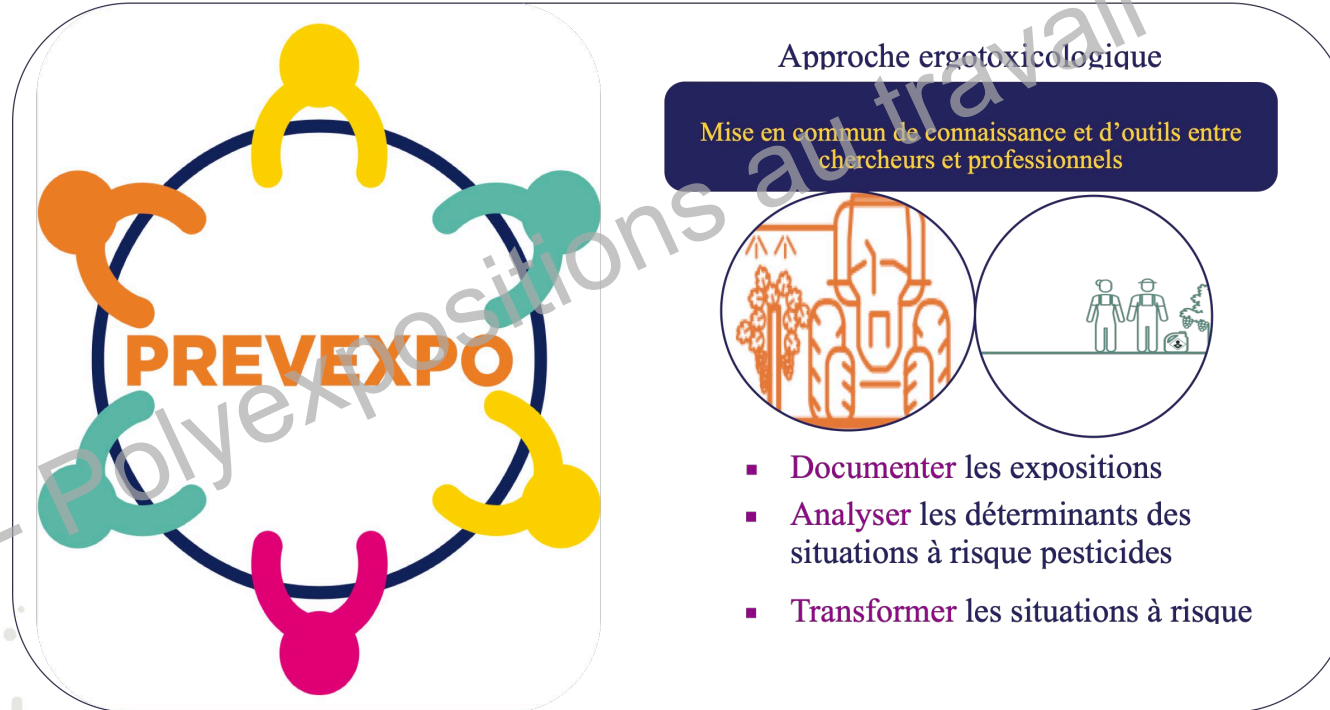 Approche ergotoxicologique
Mise en commun de connaissance et d’outils entre
chercheurs et professionnels
PREVEXPO
▪ Documenter les expositions
▪ Analyser les déterminants des
situations à risque pesticides
▪ Transformer les situations à risque
- Polyexpositions au travail